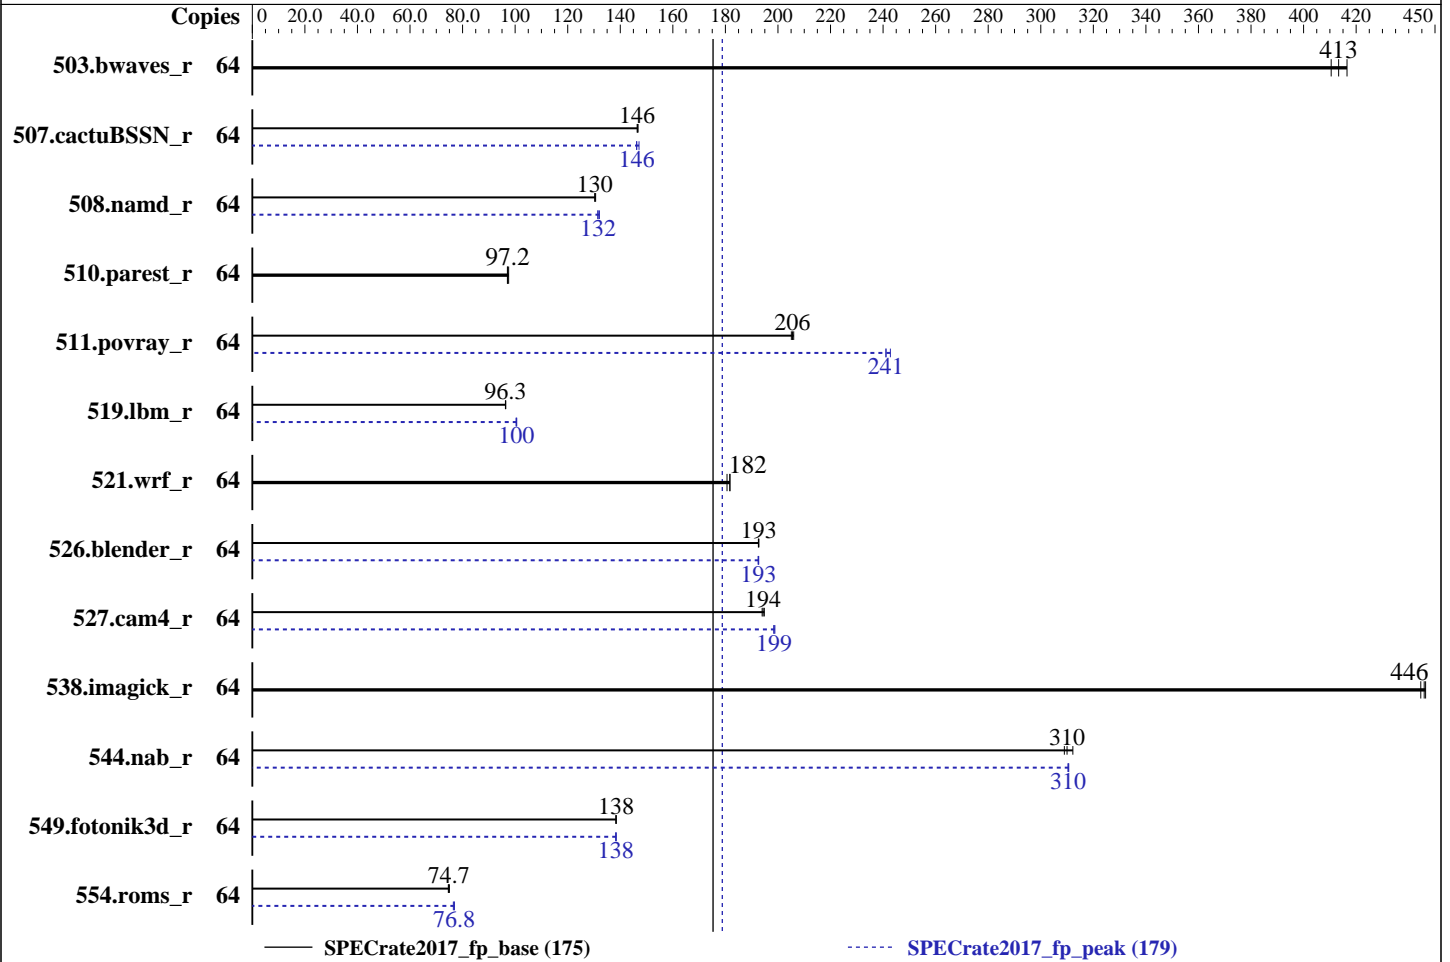 Copies 0 20.0 40.0 60.0 80.0 100 120 140 160 180 200 220 240 260 280 300 320 340 360 380 400 420 450
503.bwaves_r 64 413
507.cactuBSSN_r 64 146
146
508.namd_r 64 130
132
510.parest_r 64 97.2
511.povray_r 64 206
241
519.lbm_r 64 96.3
100
521.wrf_r 64 182
526.blender_r 64 193
193
527.cam4_r 64 194
199
538.imagick_r 64 446
544.nab_r 64 310
310
549.fotonik3d_r 64 138
138
554.roms_r 64 74.7
76.8
SPECrate2017_fp_base (175) SPECrate2017_fp_peak (179)